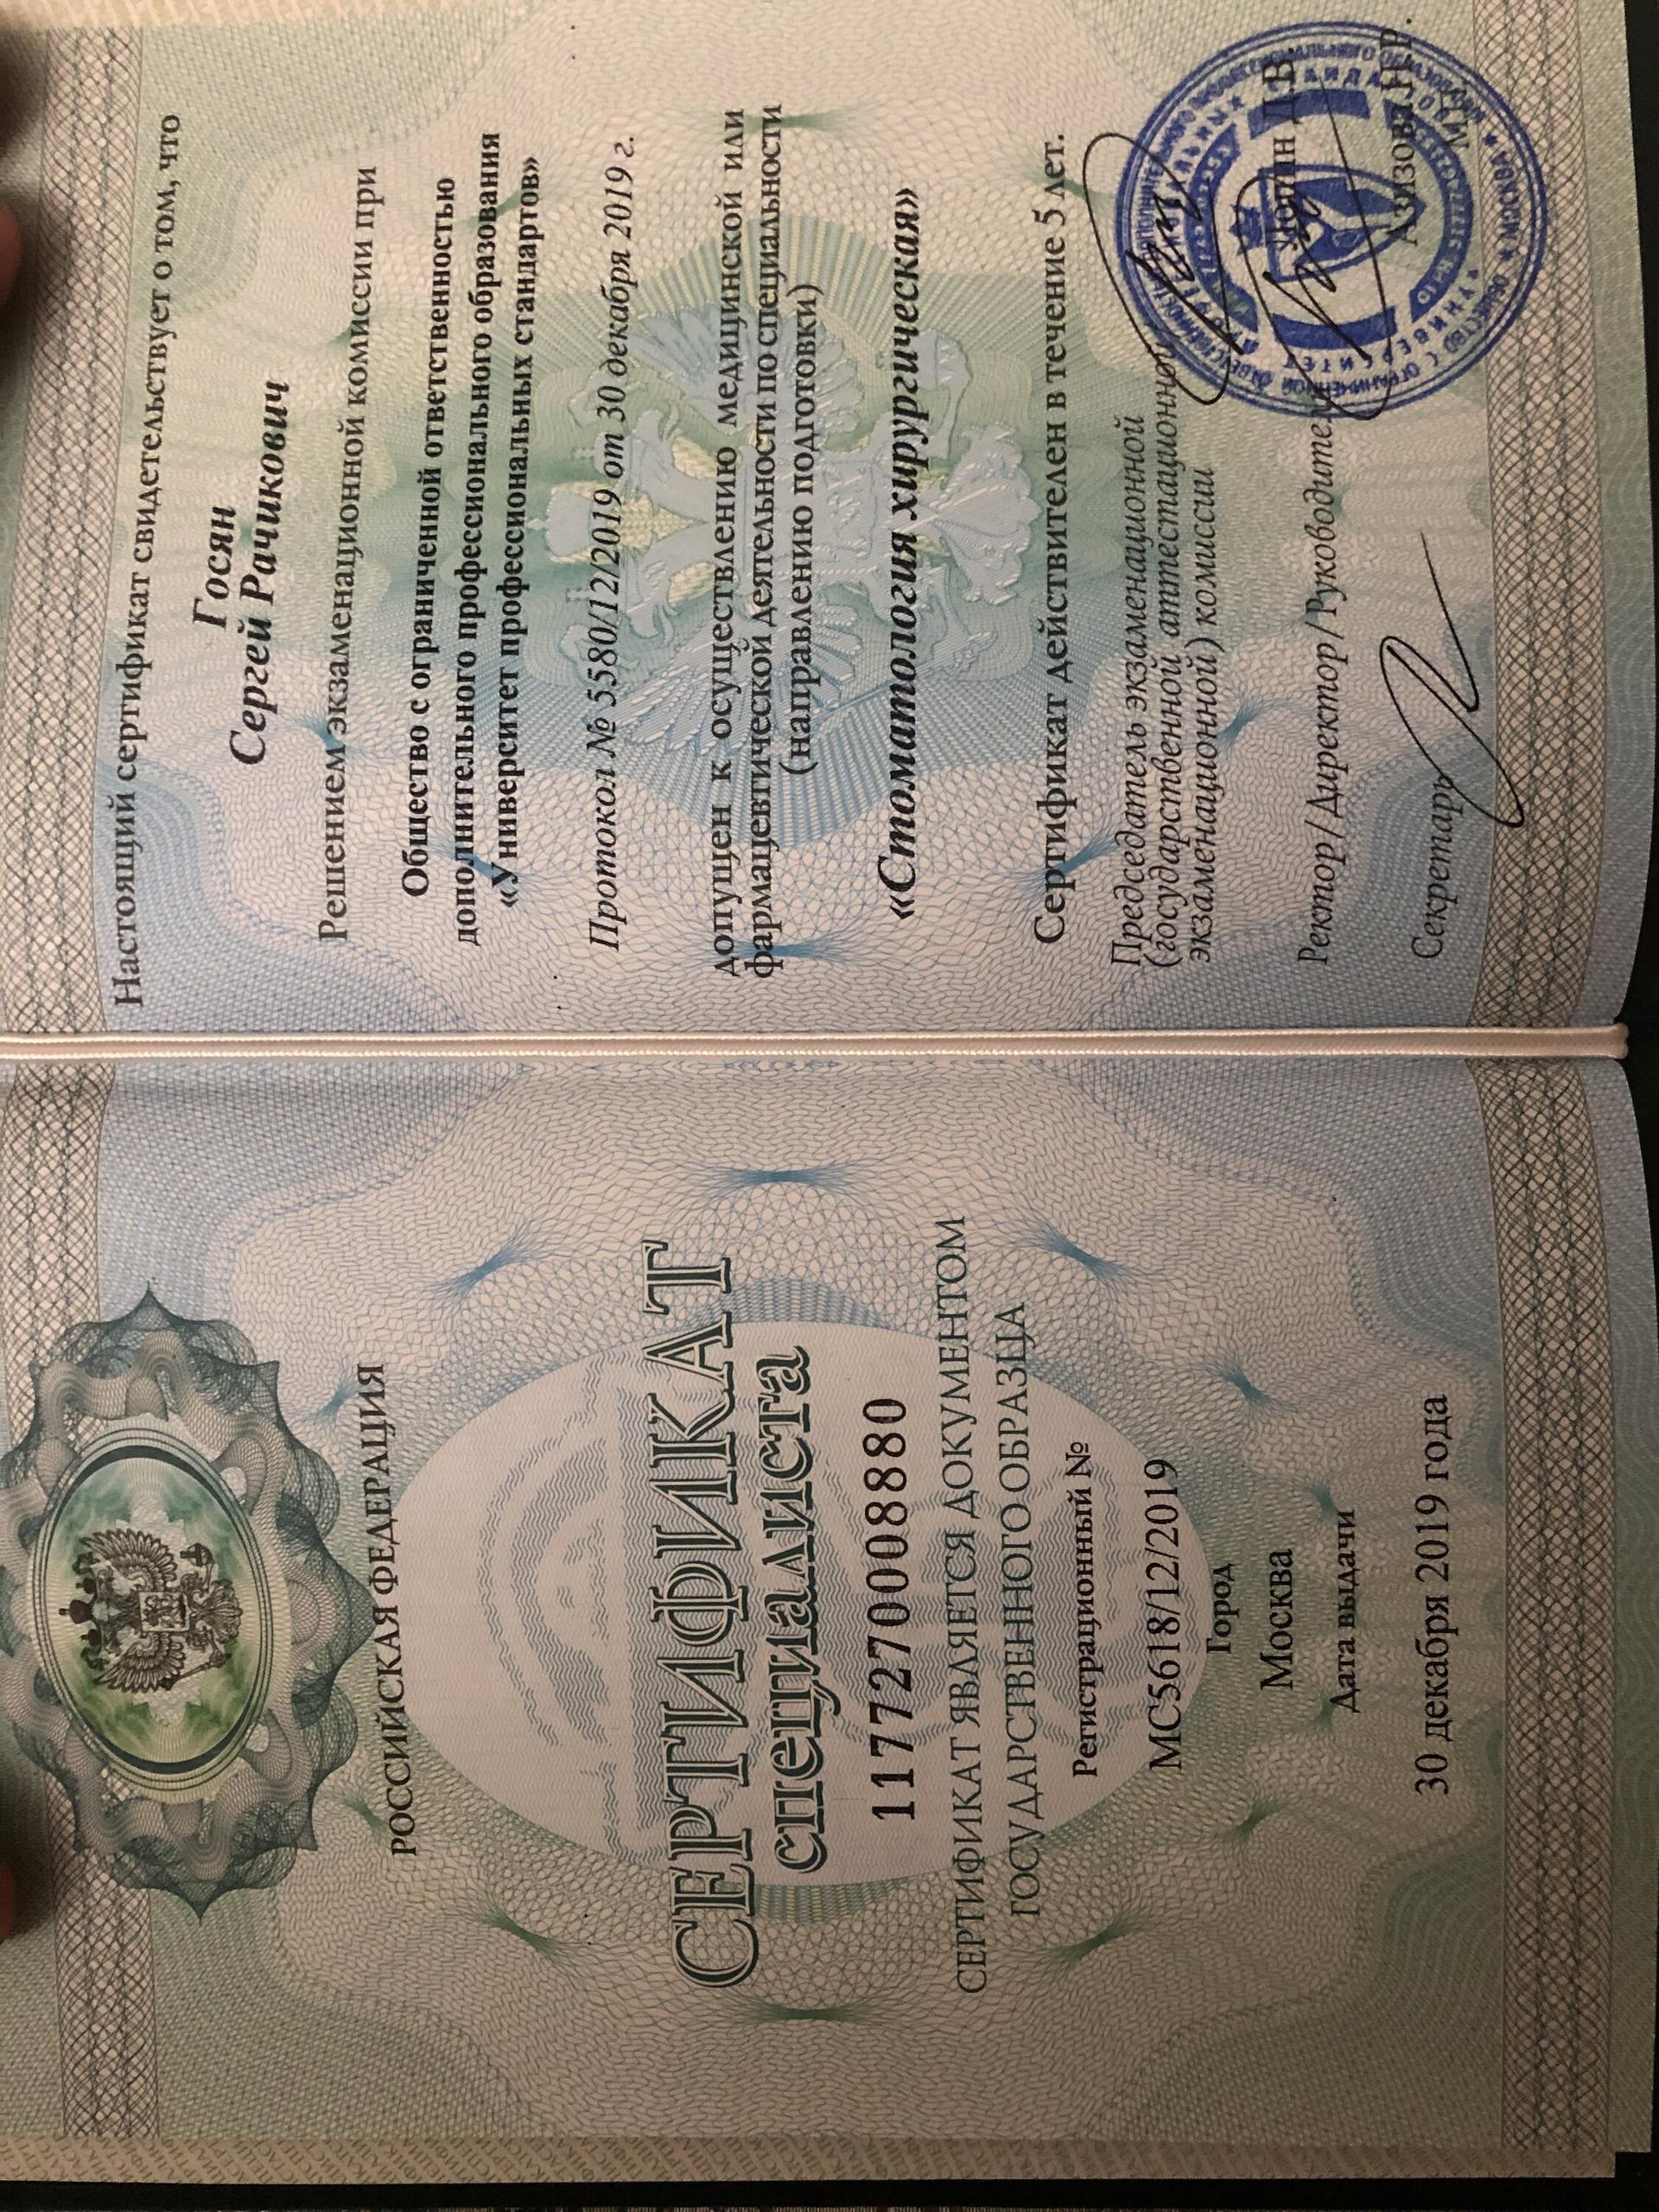 РОССИЙСКАЯ ФЕДЕРАЦИЯ
СЕРТИФИКАТ
специалиста
1177270008880
СЕРТИФИКАТ ЯВЛЯЕТСЯ ДОКУМЕНТОМ
ГОСУДАРСТВЕННОГО ОБРАЗЦА
Регистрационный №
МС5618/12/2019
Город
Москва
Дата выдачи
30 декабря 2019 года
Настоящий сертификат свидетельствует о том, что
Госян
Сергей Рачикович
Решением экзаменационной комиссии при
Общество с ограниченной ответственностью
дополнительного профессионального образования
«Университет профессиональных стандартов»
Протокол № 5580/12/2019 от 30 декабря 2019 г.
допущен к осуществлению медицинской или
фармацевтической деятельности по специальности
(направлению подготовки)
«Стоматология хирургическая»
Сертификат действителен в течение 5 лет.
Председатель экзаменационной
(государственной аттестационной
экзаменационной) комиссии
Ректор / Директор / Руководитель
Д.В.
Секретарь
Азизова Н.Р.
М.П.